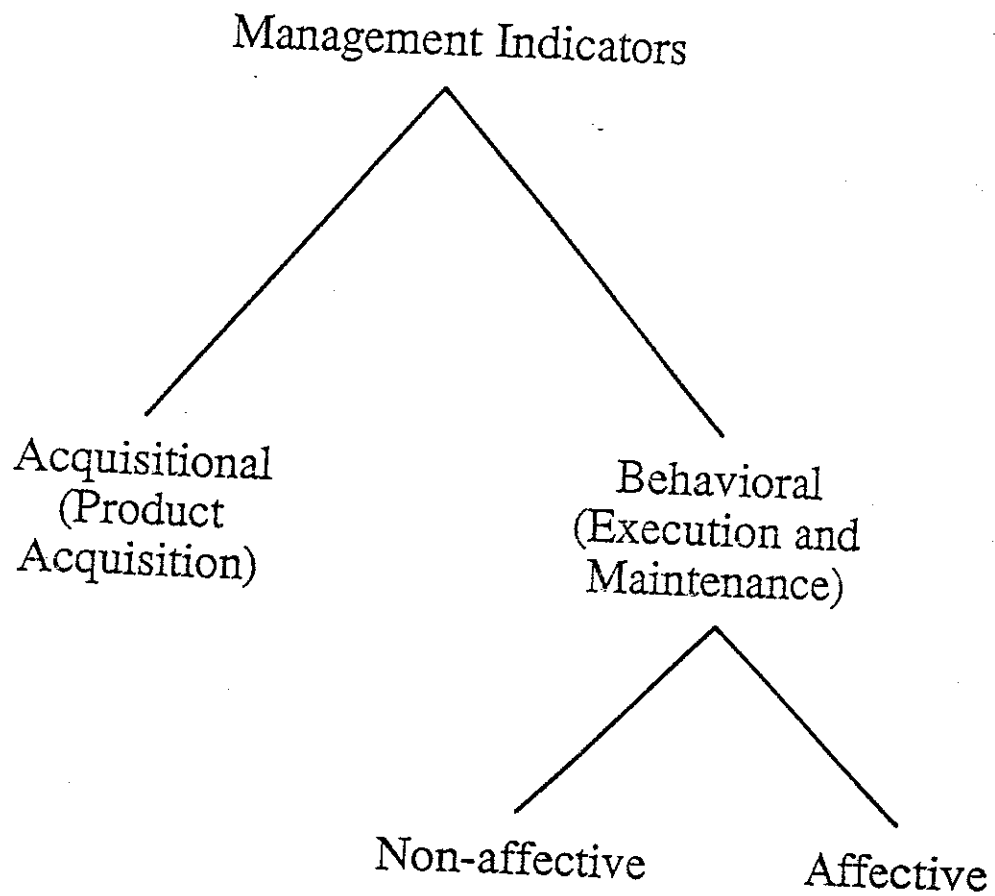 Management Indicators
Acquisitional
(Product
Acquisition)
Behavioral
(Execution and
Maintenance)
Non-affective
Affective